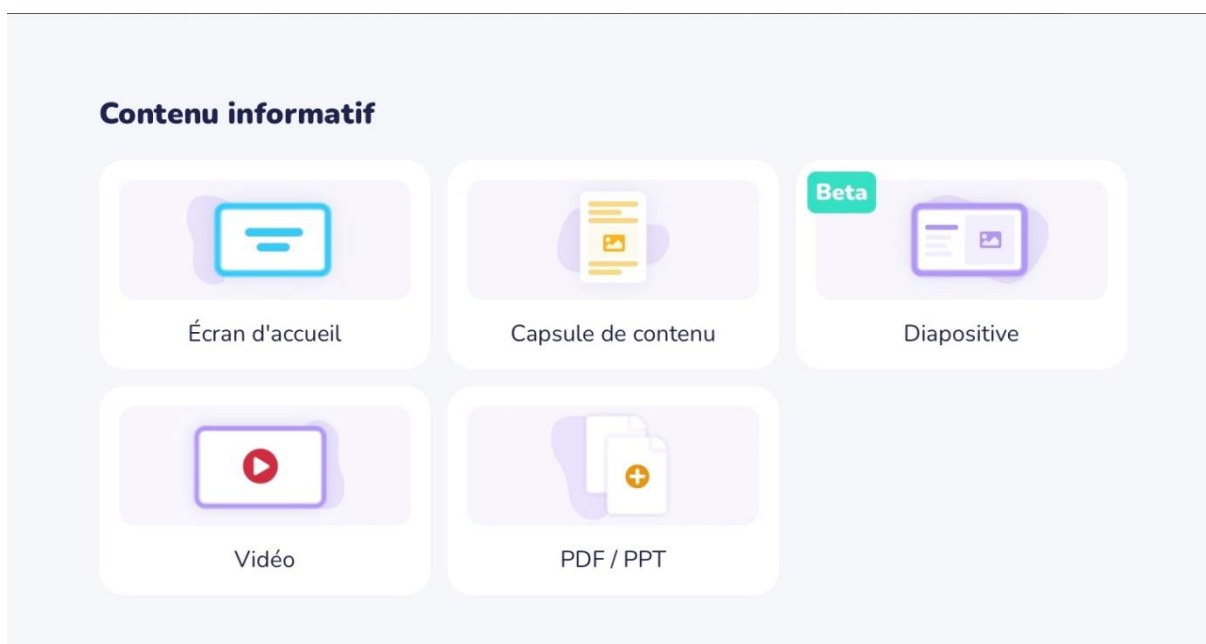 Contenu informatif
Écran d'accueil
Capsule de contenu
Beta
Diapositive
Vidéo
PDF / PPT